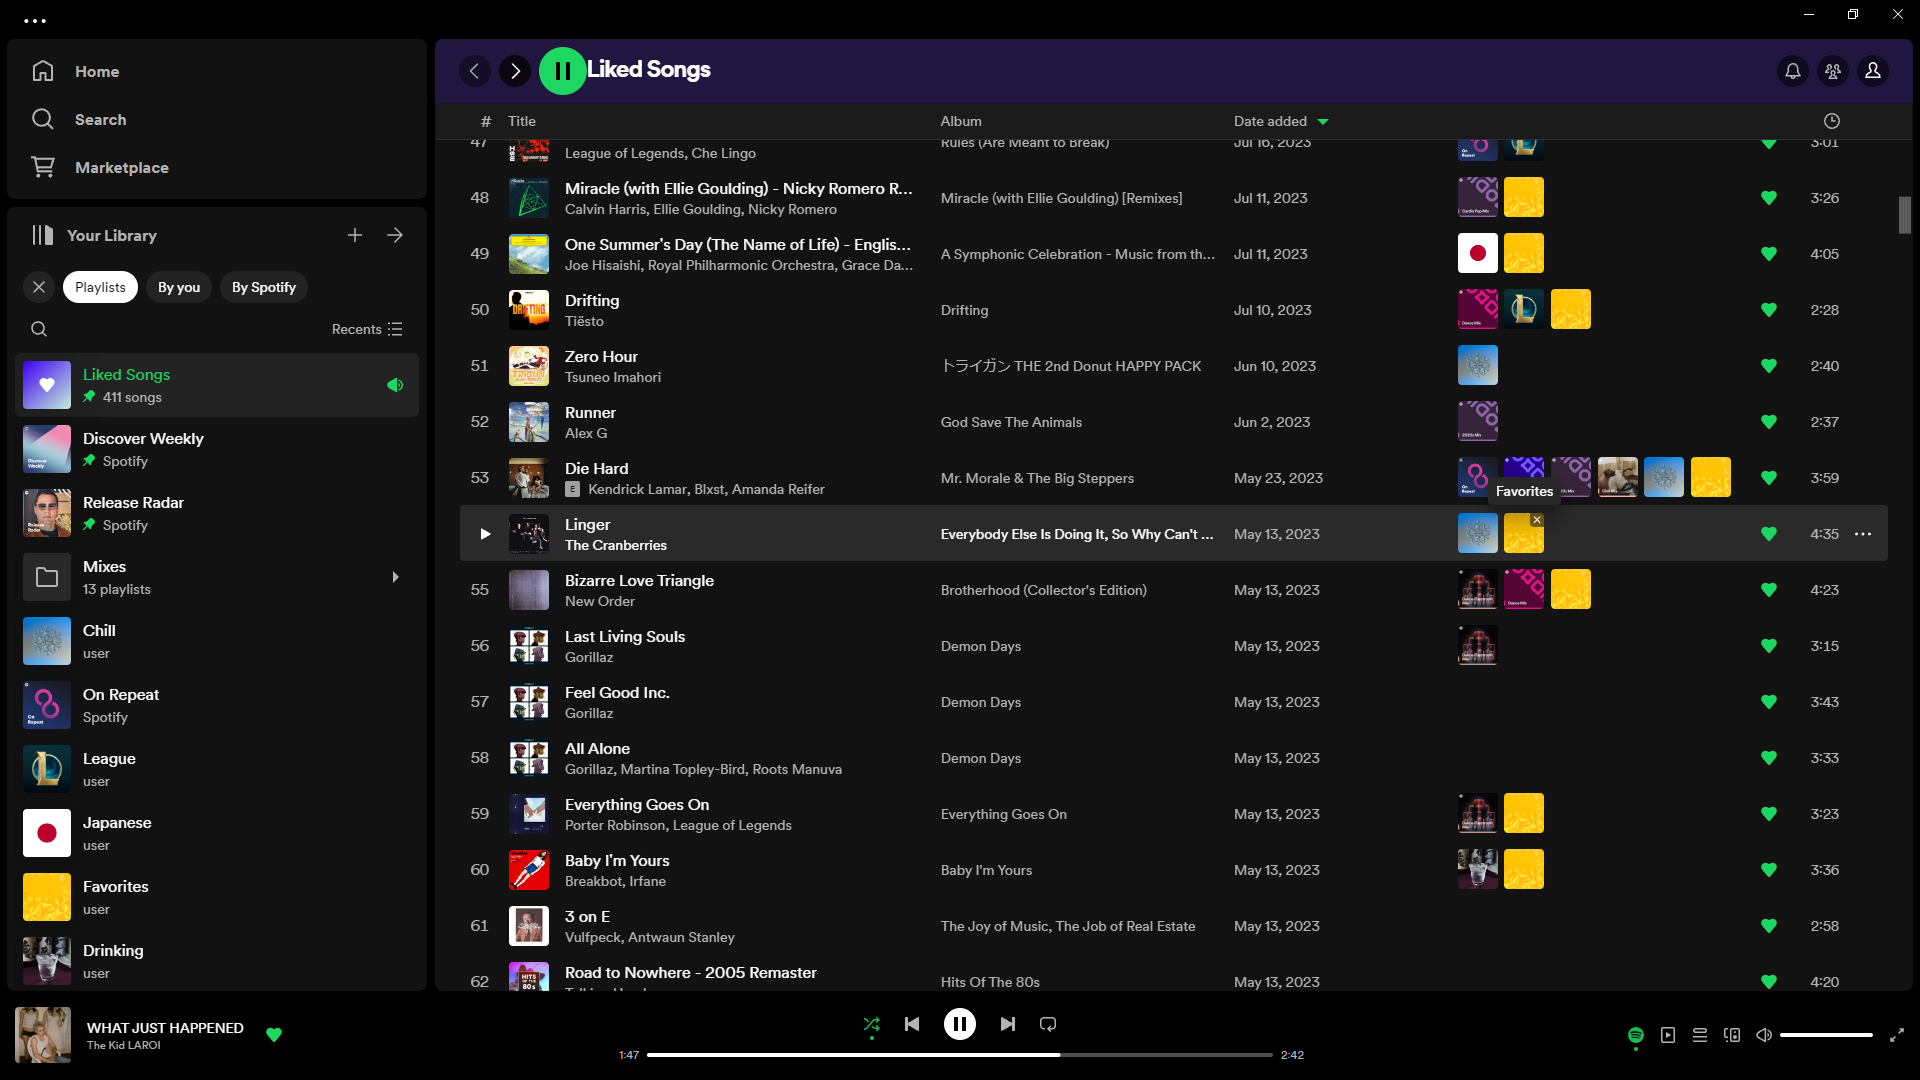 Home
Search
Marketplace
Your Library
Playlists
By you
By Spotify
Recents
Liked Songs
411 songs
Discover Weekly
Spotify
Release Radar
Spotify
Mixes
13 playlists
Chill
user
On Repeat
Spotify
League
user
Japanese
user
Favorites
user
Drinking
user
Liked Songs
# Title Album Date added
47 League of Legends, Che Lingo Rules (Are Meant to Break) Jul 16, 2023 3:01
48 Miracle (with Ellie Goulding) - Nicky Romero R... Miracle (with Ellie Goulding) [Remixes] Jul 11, 2023 3:26
Calvin Harris, Ellie Goulding, Nicky Romero
49 One Summer's Day (The Name of Life) - Englis... A Symphonic Celebration - Music from th... Jul 11, 2023 4:05
Joe Hisaishi, Royal Philharmonic Orchestra, Grace Da...
50 Drifting Drifting Jul 10, 2023 2:28
Tiësto
51 Zero Hour トライガン THE 2nd Donut HAPPY PACK Jun 10, 2023 2:40
Tsuneo Imahori
52 Runner God Save The Animals Jun 2, 2023 2:37
Alex G
53 Die Hard Mr. Morale & The Big Steppers May 23, 2023 3:59
E Kendrick Lamar, Blxst, Amanda Reifer
Favorites
Linger Everybody Else Is Doing It, So Why Can't ... May 13, 2023 4:35
The Cranberries
55 Bizarre Love Triangle Brotherhood (Collector's Edition) May 13, 2023 4:23
New Order
56 Last Living Souls Demon Days May 13, 2023 3:15
Gorillaz
57 Feel Good Inc. Demon Days May 13, 2023 3:43
Gorillaz
58 All Alone Demon Days May 13, 2023 3:33
Gorillaz, Martina Topley-Bird, Roots Manuva
59 Everything Goes On Everything Goes On May 13, 2023 3:23
Porter Robinson, League of Legends
60 Baby I'm Yours Baby I'm Yours May 13, 2023 3:36
Breakbot, Irfane
61 3 on E The Joy of Music, The Job of Real Estate May 13, 2023 2:58
Vulfpeck, Antwaun Stanley
62 Road to Nowhere - 2005 Remaster Hits Of The 80s May 13, 2023 4:20
WHAT JUST HAPPENED
The Kid LAROI
1:47
2:42